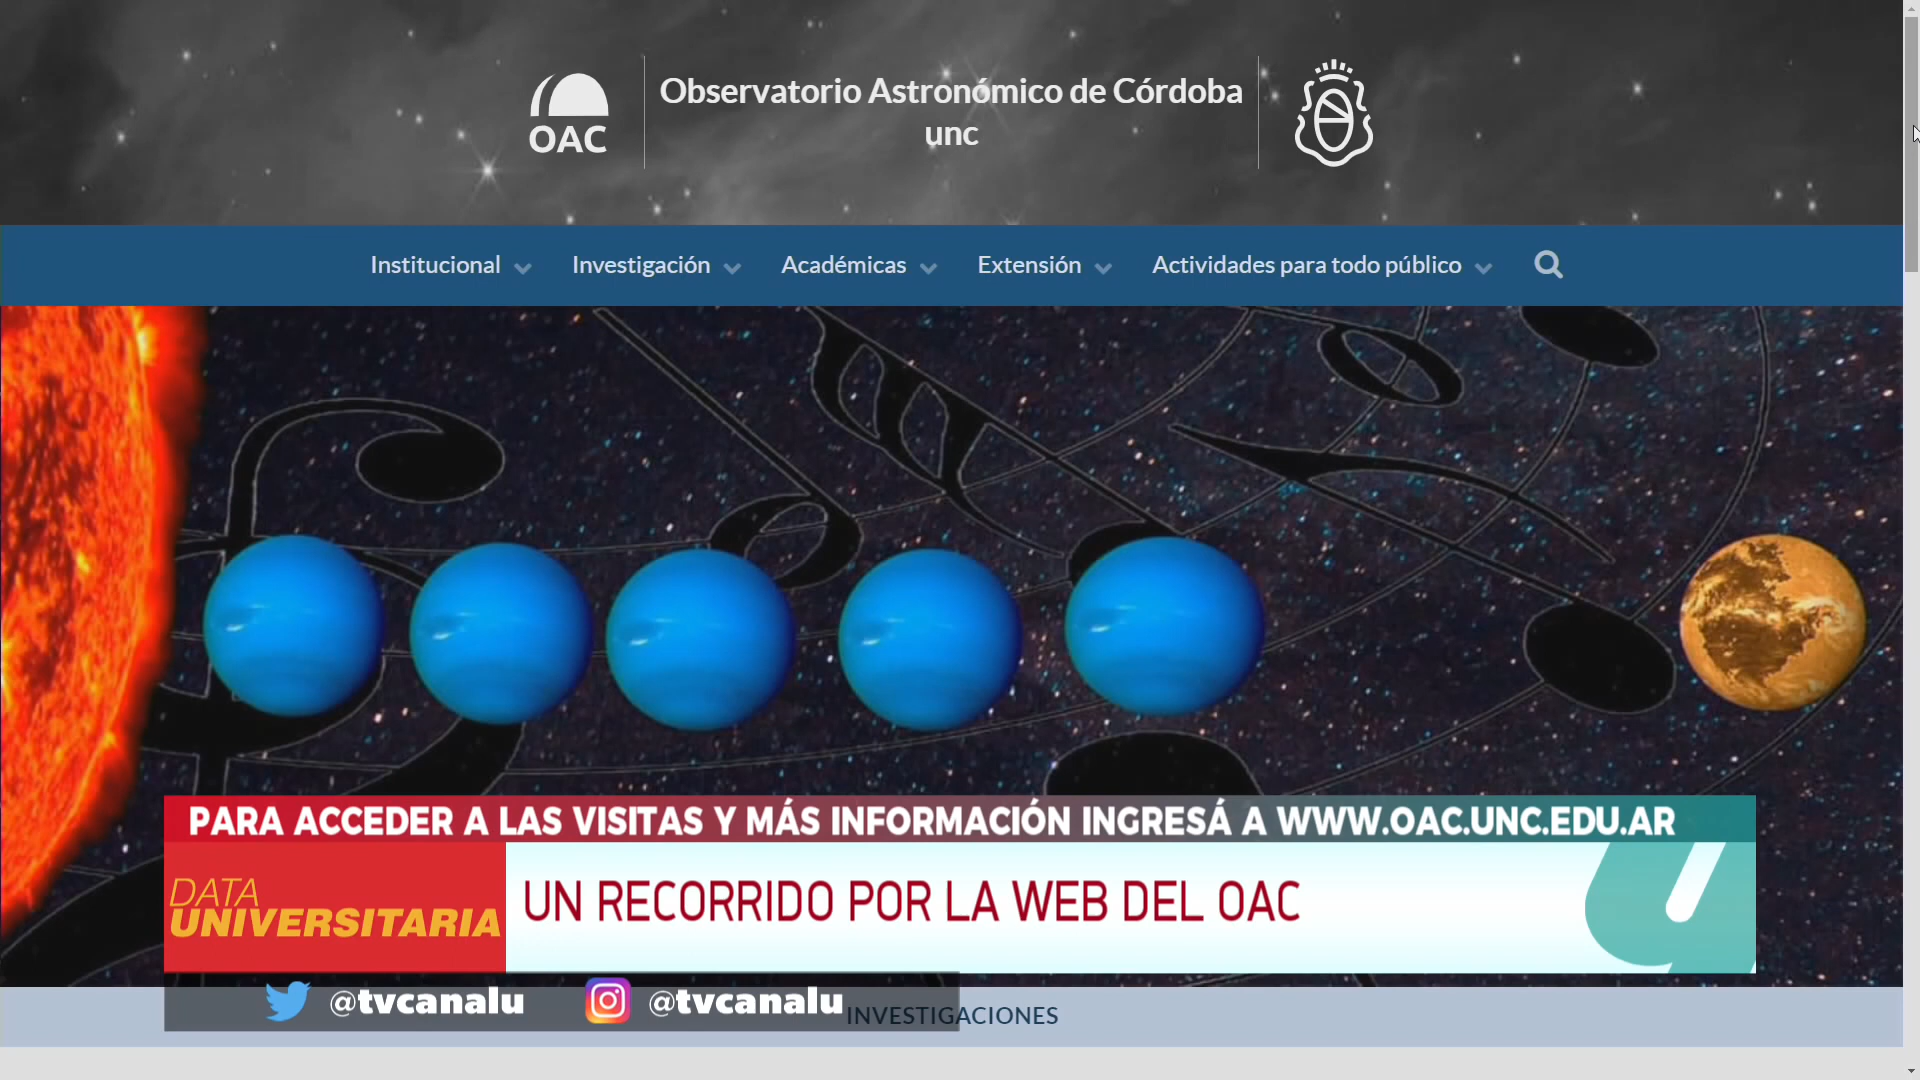 OAC
Observatorio Astronómico de Córdoba
unc
Institucional
Investigación
Académicas
Extensión
Actividades para todo público
PARA ACCEDER A LAS VISITAS Y MÁS INFORMACIÓN INGRESÁ A WWW.OAC.UNC.EDU.AR
DATA
UNIVERSITARIA
UN RECORRIDO POR LA WEB DEL OAC
@tvcanalu
@tvcanalu
INVESTIGACIONES